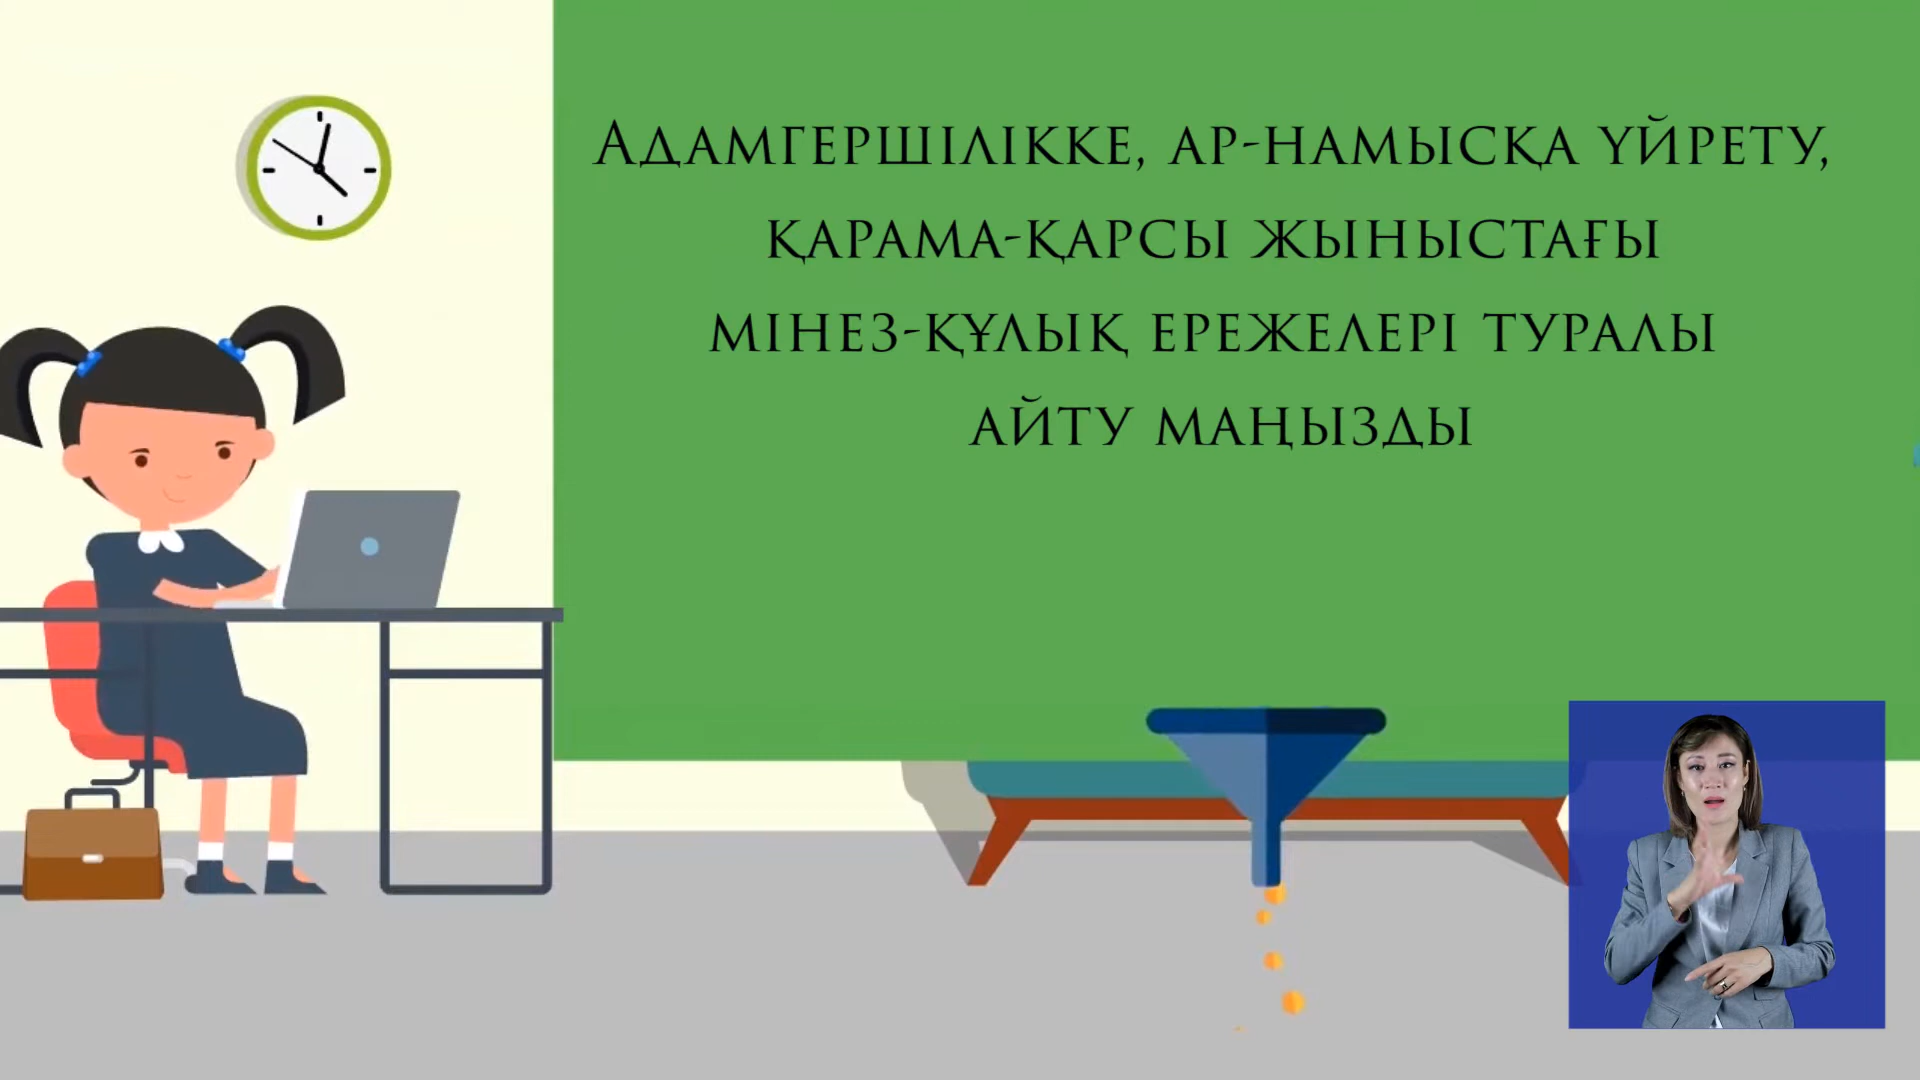 Адамгершілікке, ар-намысқа үйрету,
қарама-қарсы жыныстағы
мінез-құлық ережелері туралы
айту маңызды